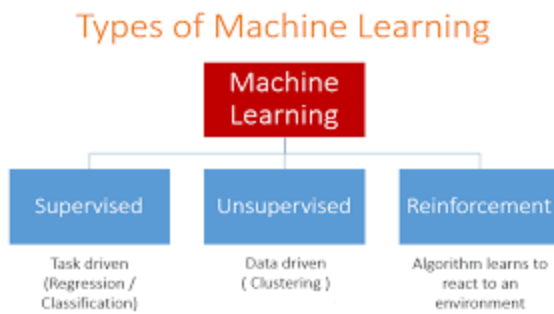 Types of Machine Learning
Machine
Learning
Supervised
Unsupervised
Reinforcement
Task driven
(Regression /
Classification)
Data driven
( Clustering )
Algorithm learns to
react to an
environment